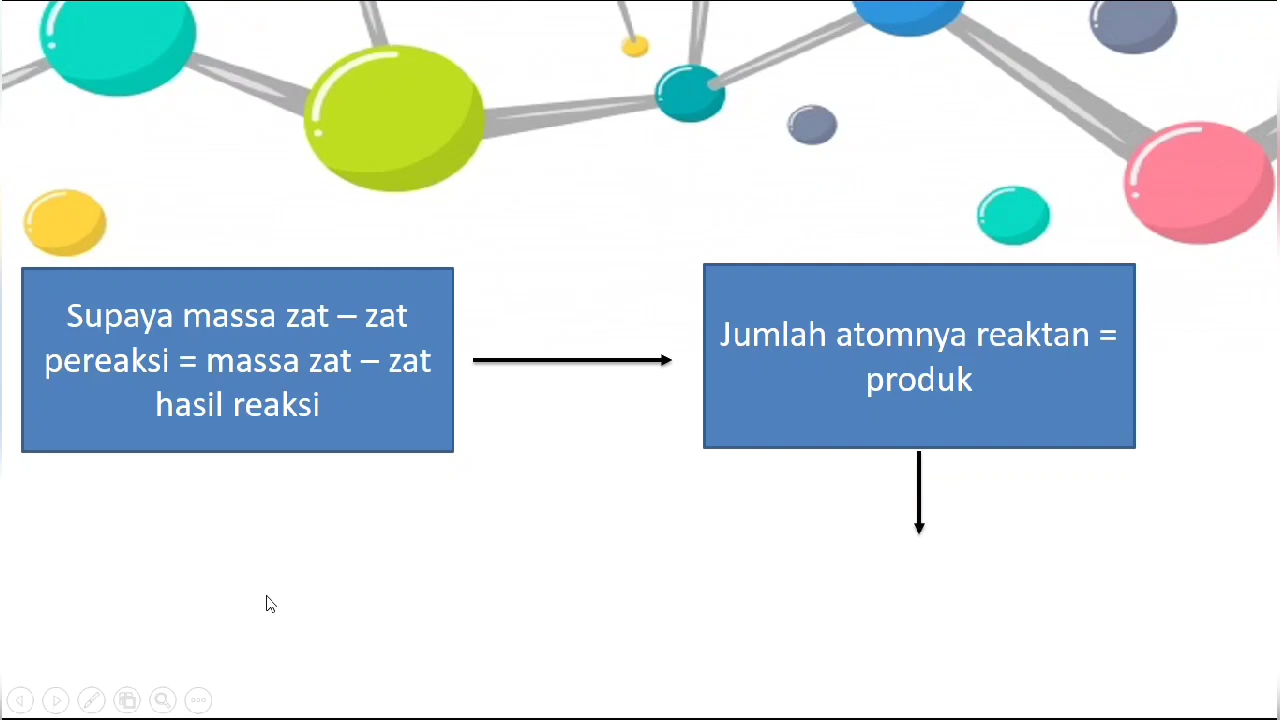 Supaya massa zat – zat
pereaksi = massa zat – zat
hasil reaksi
Jumlah atomnya reaktan =
produk